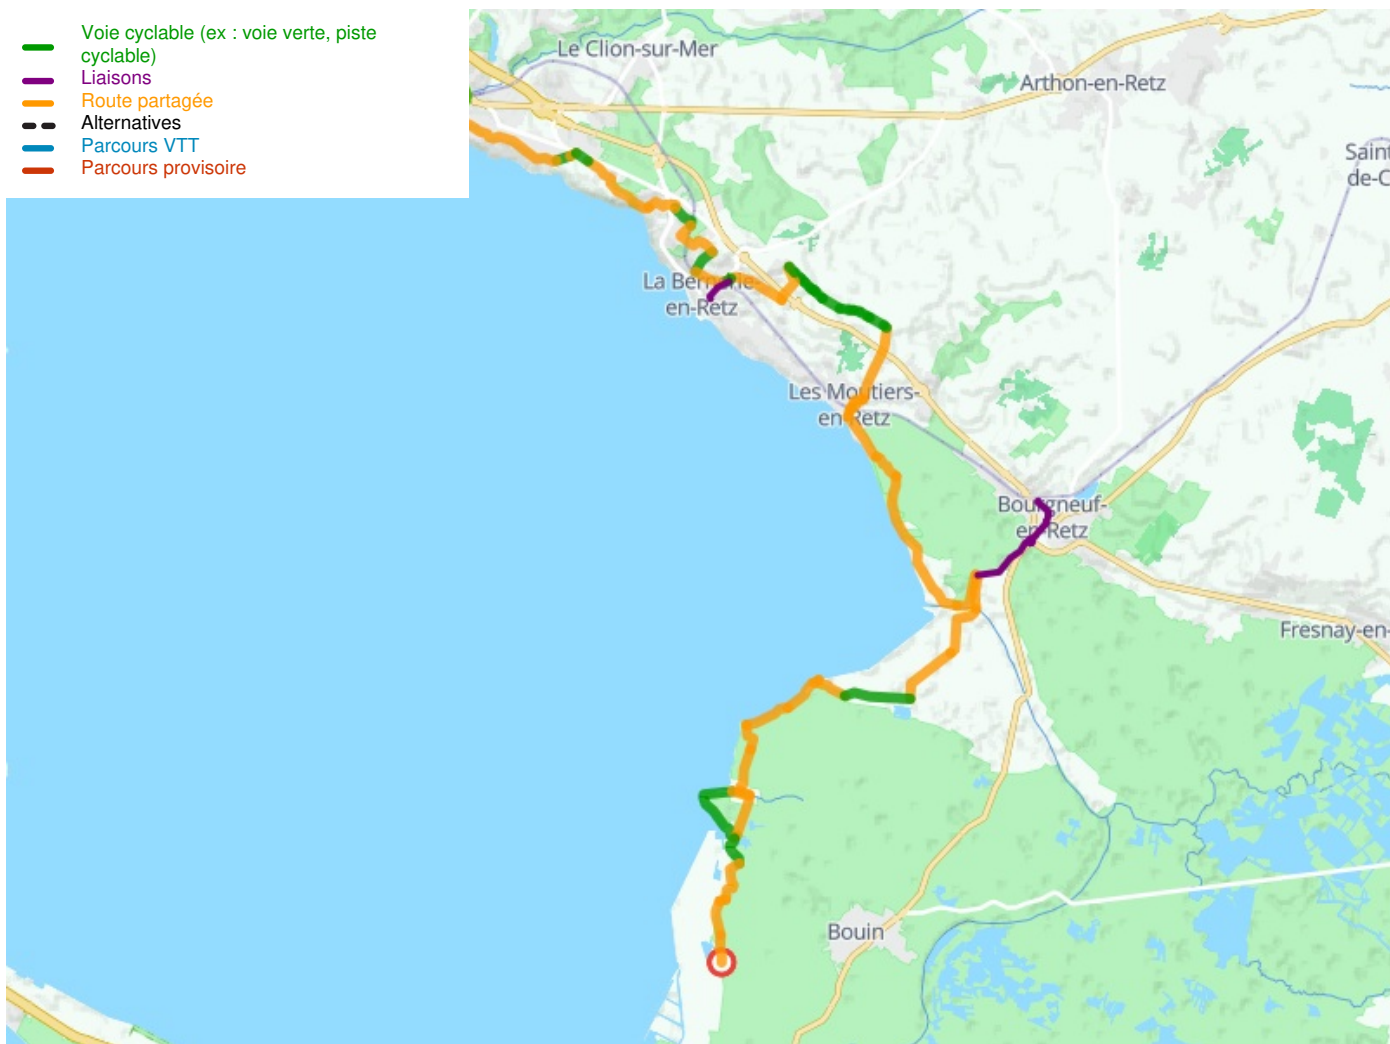 Voie cyclable (ex : voie verte, piste
cyclable)
Liaisons
Route partagée
Alternatives
Parcours VTT
Parcours provisoire
Le Clion-sur-Mer
Arthon-en-Retz
Saint
de-C
La Bernerie-
en-Retz
Les Moutiers-
en-Retz
Bourgneuf-
en-Retz
Fresnay-en-
Bouin